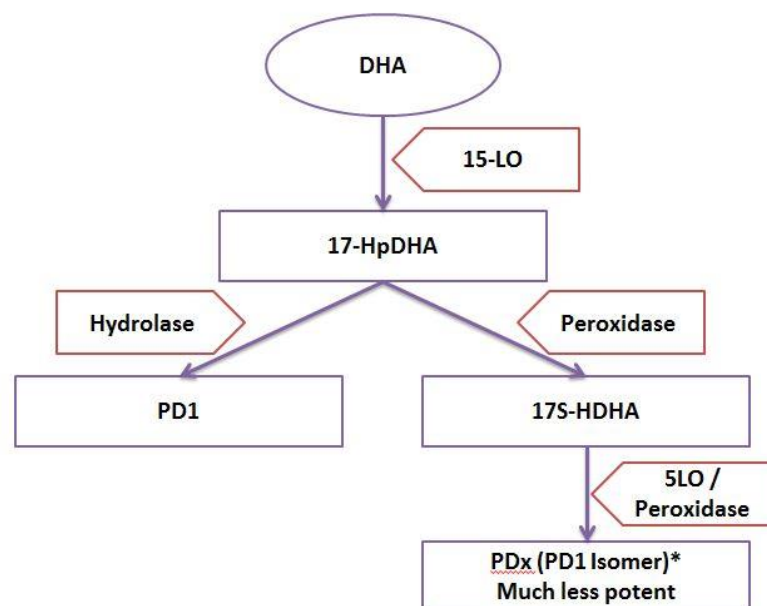 DHA
15-LO
17-HpDHA
Hydrolase
Peroxidase
PD1
17S-HDHA
5LO /
Peroxidase
PDx (PD1 Isomer)*
Much less potent